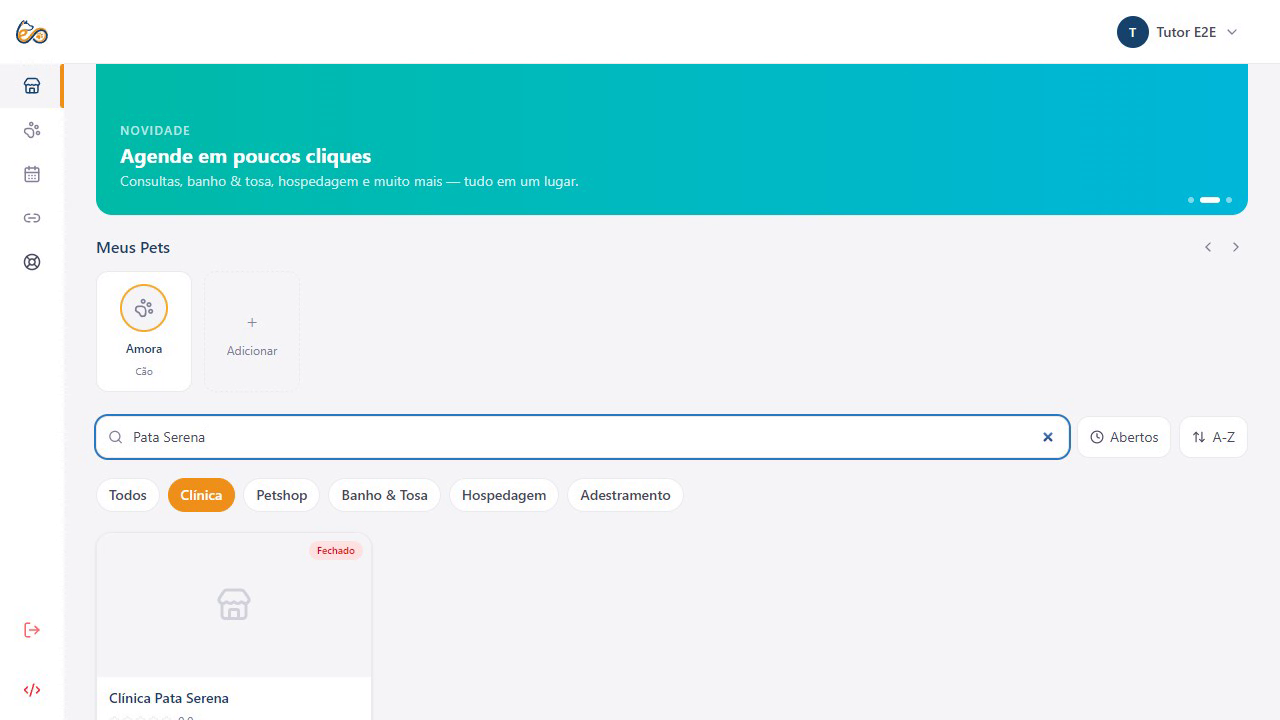 T Tutor E2E
NOVIDADE
Agende em poucos cliques
Consultas, banho & tosa, hospedagem e muito mais — tudo em um lugar.
Meus Pets
Amora
Cão
+
Adicionar
Pata Serena
Abertos
A-Z
Todos
Clínica
Petshop
Banho & Tosa
Hospedagem
Adestramento
Fechado
Clínica Pata Serena